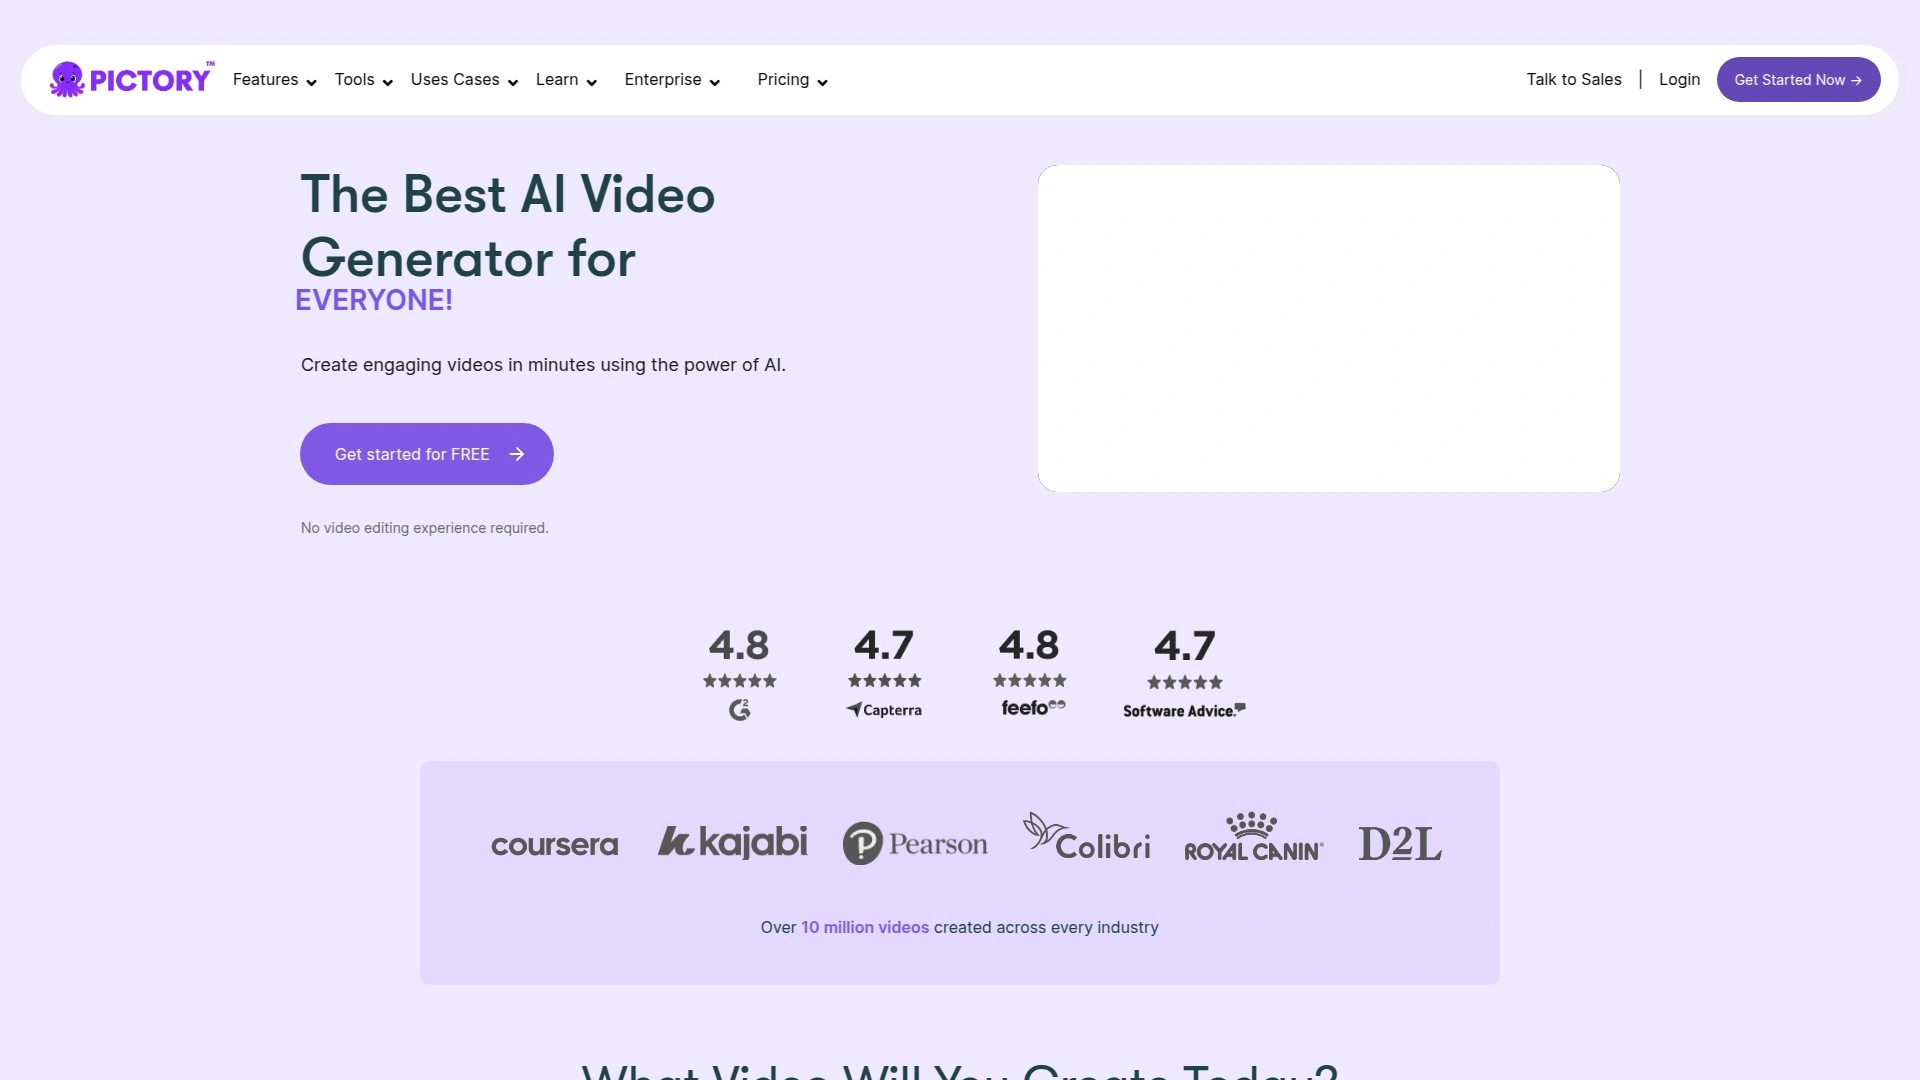 PICTORY™
Features
Tools
Uses Cases
Learn
Enterprise
Pricing
Talk to Sales
|
Login
Get Started Now →
The Best AI Video
Generator for
EVERYONE!
Create engaging videos in minutes using the power of AI.
Get started for FREE →
No video editing experience required.
4.8
G2
4.7
Capterra
4.8
feefo
4.7
Software Advice.
coursera
kajabi
Pearson
Colibri
ROYAL CANIN
D2L
Over 10 million videos created across every industry
What Video Will You Create Today?